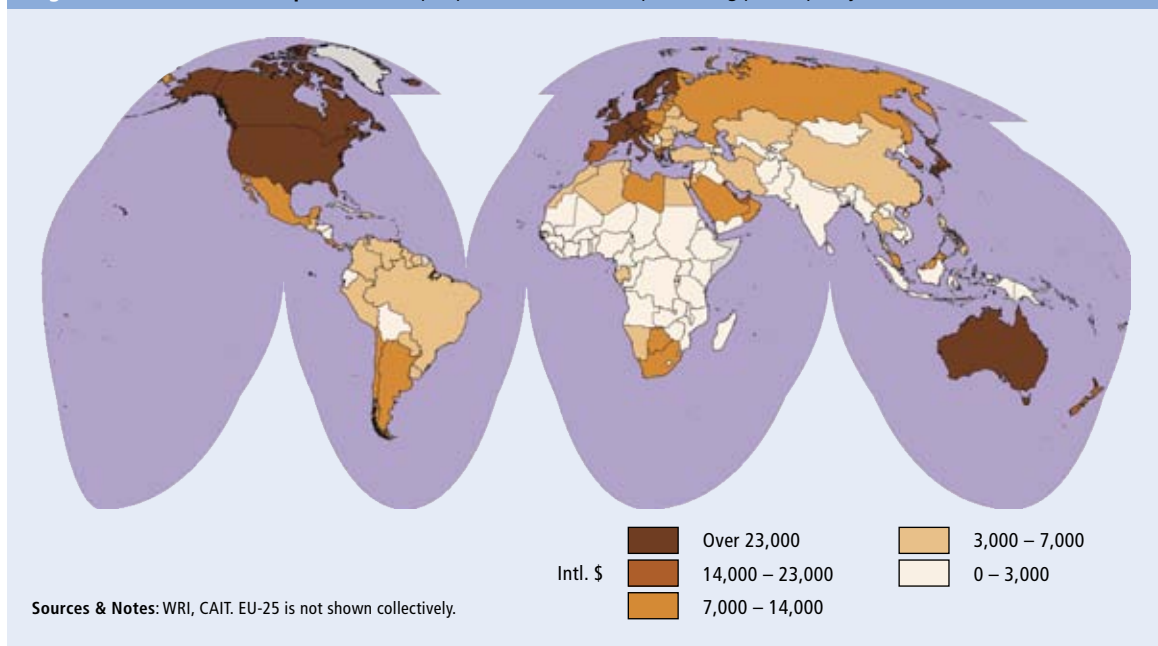 Over 23,000
3,000 – 7,000
Intl. $
14,000 – 23,000
0 – 3,000
7,000 – 14,000
Sources & Notes: WRI, CAIT. EU-25 is not shown collectively.